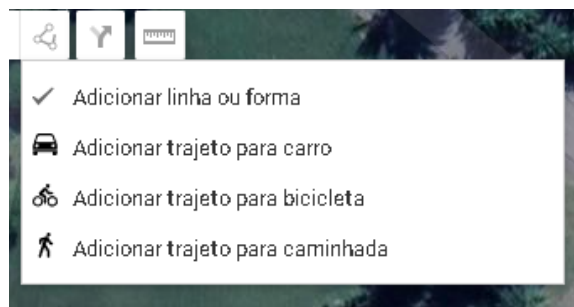 Adicionar linha ou forma
Adicionar trajeto para carro
Adicionar trajeto para bicicleta
Adicionar trajeto para caminhada